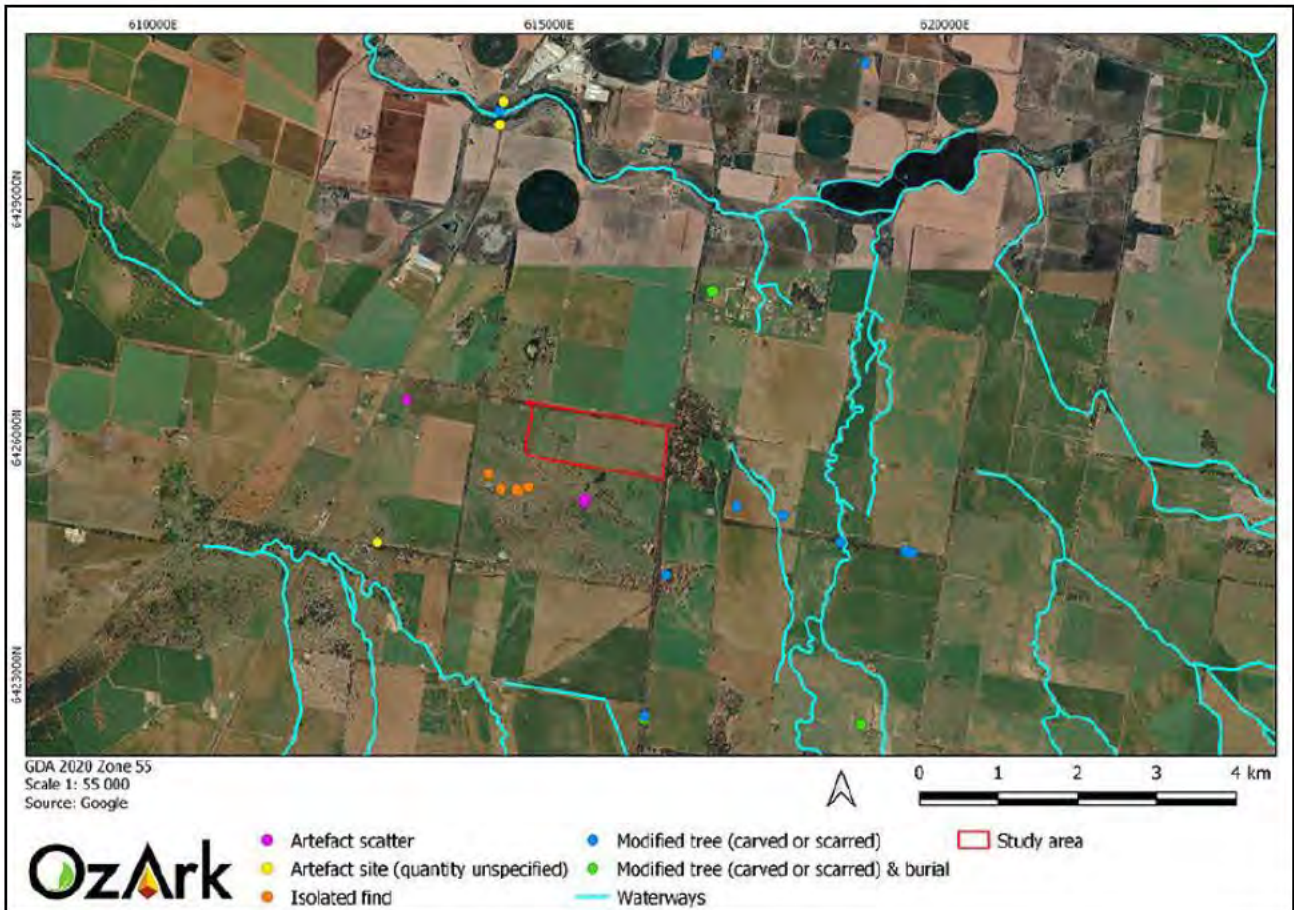 610000E 615000E 620000E
6429000N
6426000N
6423000N
GDA 2020 Zone 55
Scale 1: 55 000
Source: Google
0 1 2 3 4 km
OzArk
Artefact scatter
Artefact site (quantity unspecified)
Isolated find
Modified tree (carved or scarred)
Modified tree (carved or scarred) & burial
Waterways
Study area